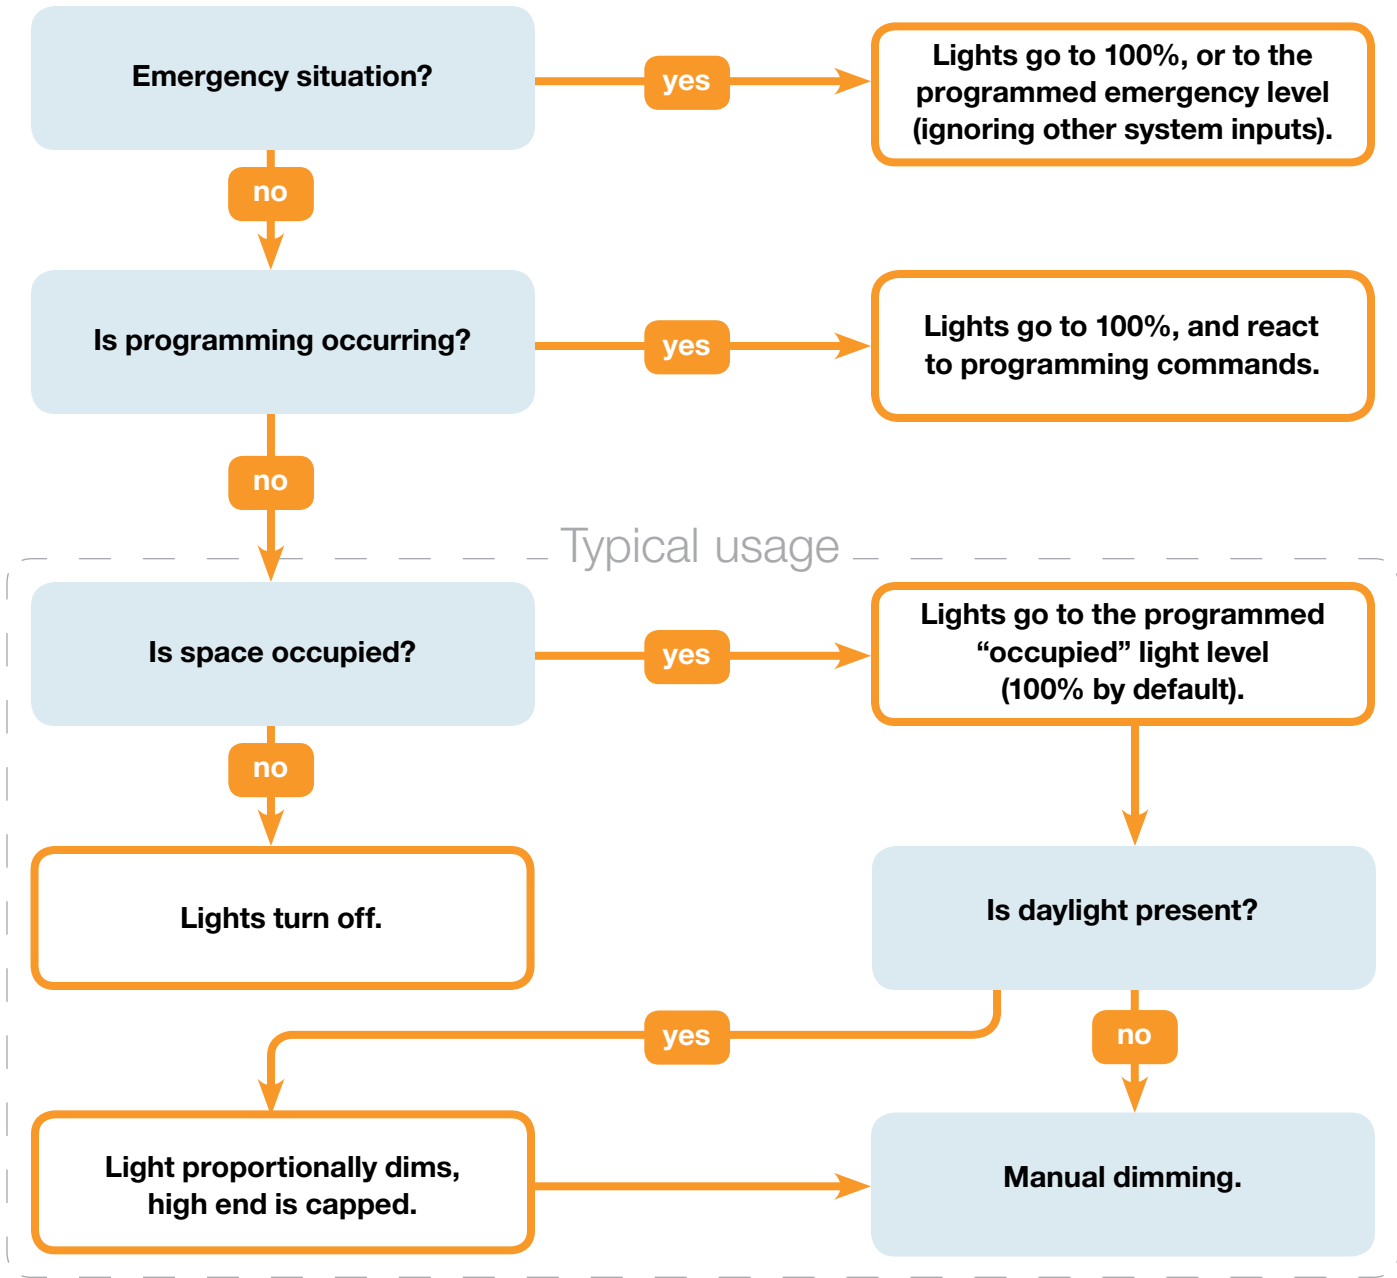 Emergency situation?
yes
Lights go to 100%, or to the
programmed emergency level
(ignoring other system inputs).
no
Is programming occurring?
yes
Lights go to 100%, and react
to programming commands.
no
Typical usage
Is space occupied?
yes
Lights go to the programmed
“occupied” light level
(100% by default).
no
Lights turn off.
Is daylight present?
yes
no
Light proportionally dims,
high end is capped.
Manual dimming.